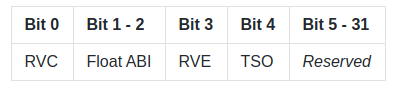 Bit 0 Bit 1 - 2 Bit 3 Bit 4 Bit 5 - 31
RVC Float ABI RVE TSO Reserved